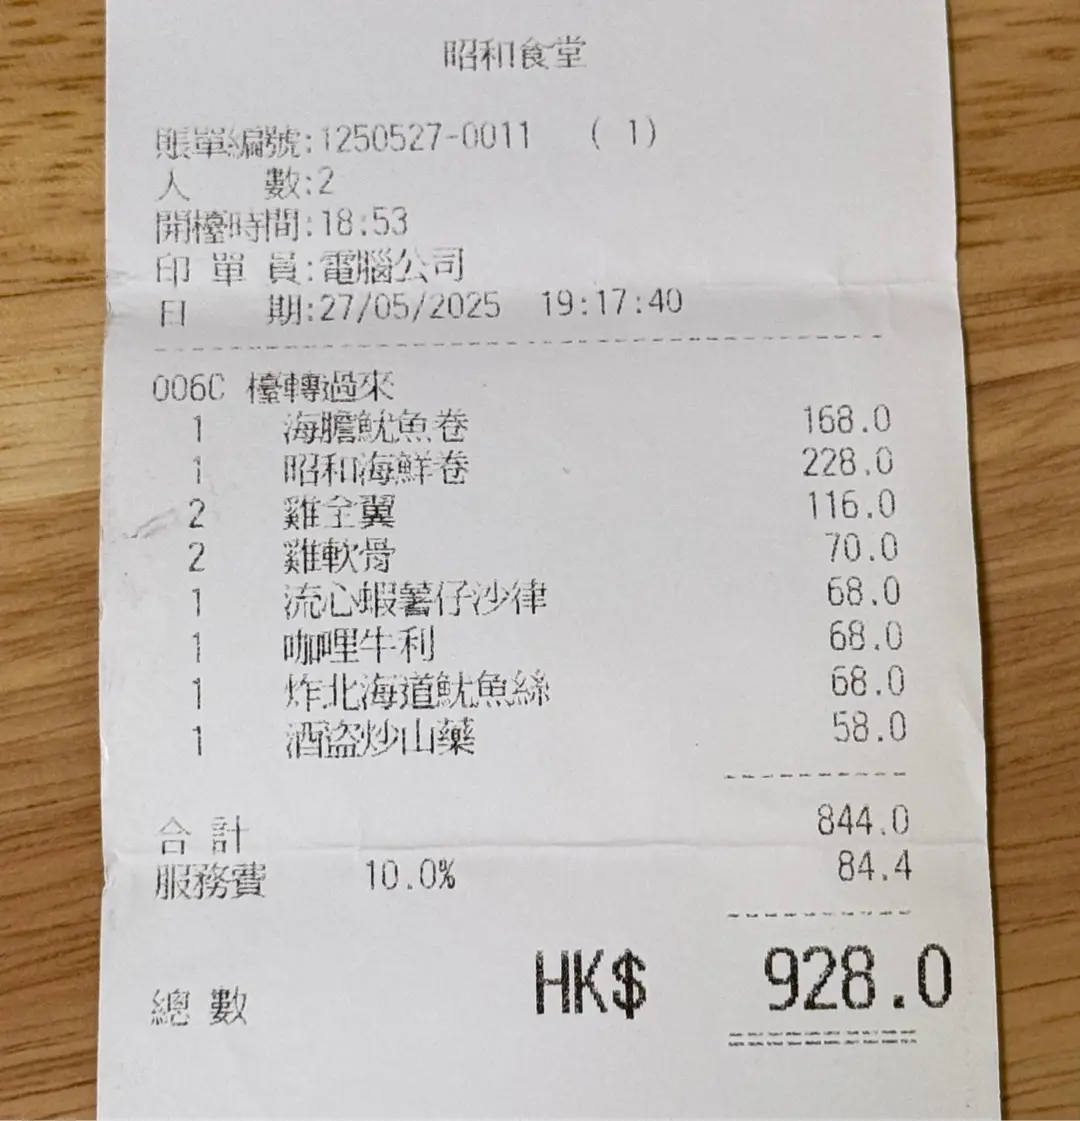 昭和食堂
賬單編號:1250527-0011 ( 1)
人 數:2
開檯時間:18:53
印 單 員:電腦公司
日 期:27/05/2025 19:17:40
006C 檯轉過來
1 海膽魷魚卷 168.0
1 昭和海鮮卷 228.0
2 雞全翼 116.0
2 雞軟骨 70.0
1 流心蝦薯仔沙律 68.0
1 咖哩牛利 68.0
1 炸北海道魷魚絲 68.0
1 酒盜炒山藥 58.0
合 計 844.0
服務費 10.0% 84.4
總 數 HK$ 928.0